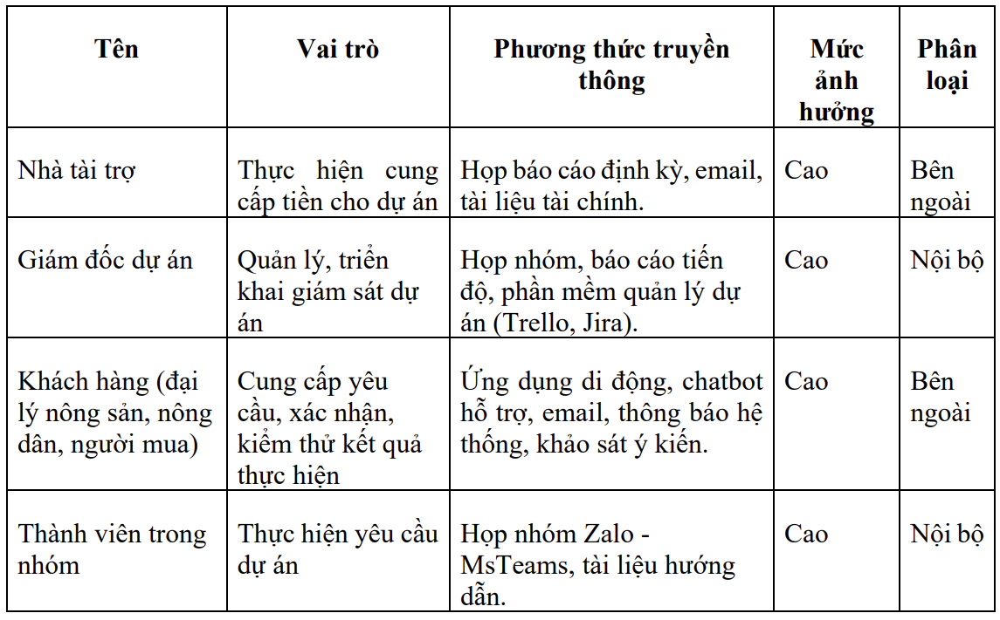 Tên
Vai trò
Phương thức truyền
thông
Mức
ảnh
hưởng
Phân
loại
Nhà tài trợ
Thực hiện cung
cấp tiền cho dự án
Họp báo cáo định kỳ, email,
tài liệu tài chính.
Cao
Bên
ngoài
Giám đốc dự án
Quản lý, triển
khai giám sát dự
án
Họp nhóm, báo cáo tiến
độ, phần mềm quản lý dự
án (Trello, Jira).
Cao
Nội bộ
Khách hàng (đại
lý nông sản, nông
dân, người mua)
Cung cấp yêu
cầu, xác nhận,
kiểm thử kết quả
thực hiện
Ứng dụng di động, chatbot
hỗ trợ, email, thông báo hệ
thống, khảo sát ý kiến.
Cao
Bên
ngoài
Thành viên trong
nhóm
Thực hiện yêu cầu
dự án
Họp nhóm Zalo -
MsTeams, tài liệu hướng
dẫn.
Cao
Nội bộ